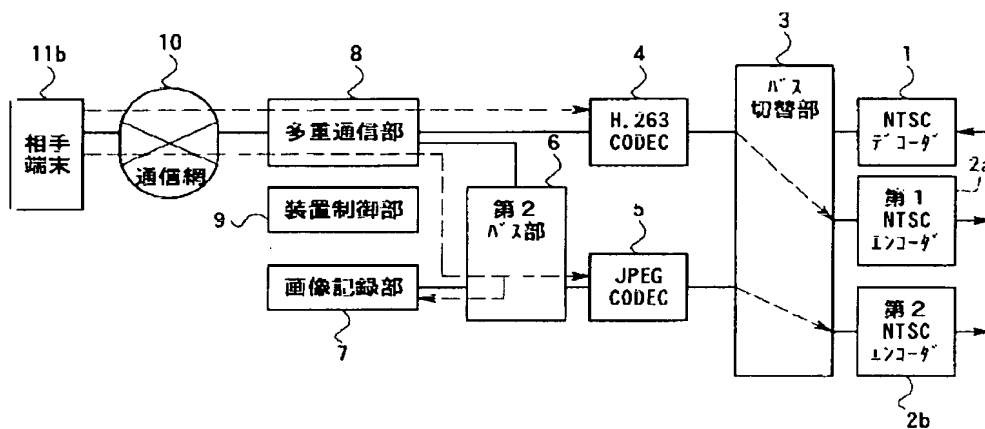 11b
10
8
4
3
1
相手
端末
通信網
多重通信部
H.263
CODEC
バス
切替部
NTSC
デコーダ
6
2a
9
装置制御部
第2
バス部
5
第1
NTSC
エンコーダ
画像記録部
JPEG
CODEC
第2
NTSC
エンコーダ
7
2b